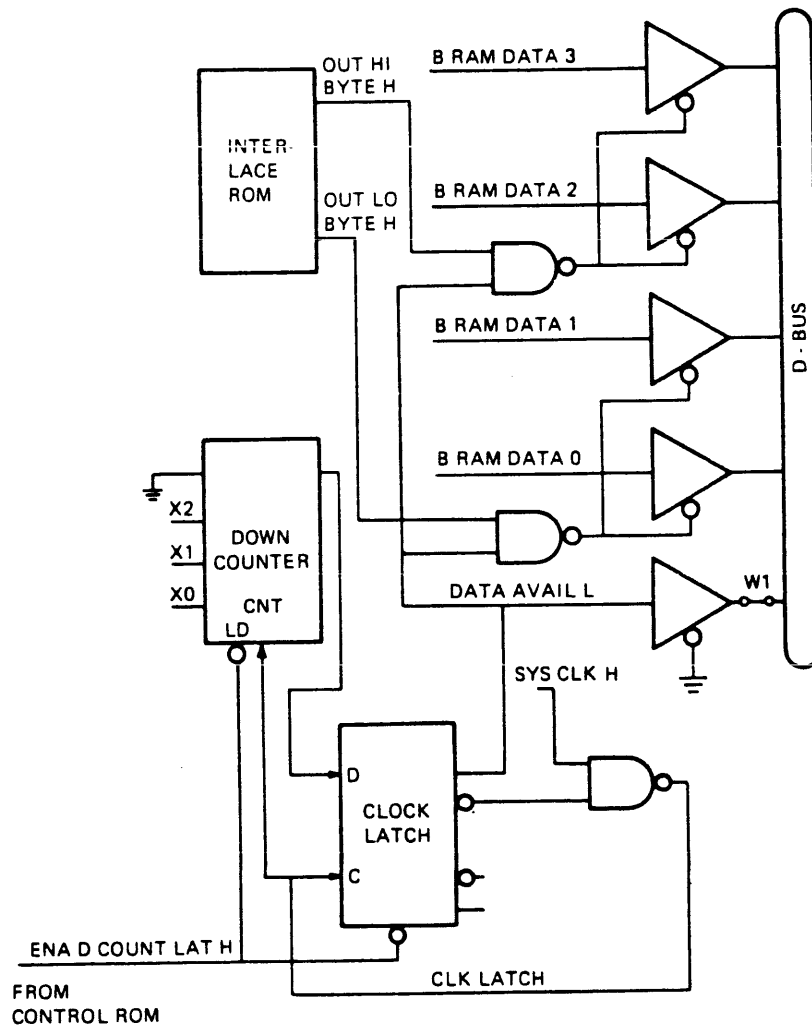 OUT HI
BYTE H
B RAM DATA 3
INTER-
LACE
ROM
OUT LO
BYTE H
B RAM DATA 2
B RAM DATA 1
D - BUS
B RAM DATA 0
X2
X1
X0
DOWN
COUNTER
CNT
LD
DATA AVAIL L
W1
SYS CLK H
D
CLOCK
LATCH
C
ENA D COUNT LAT H
CLK LATCH
FROM
CONTROL ROM